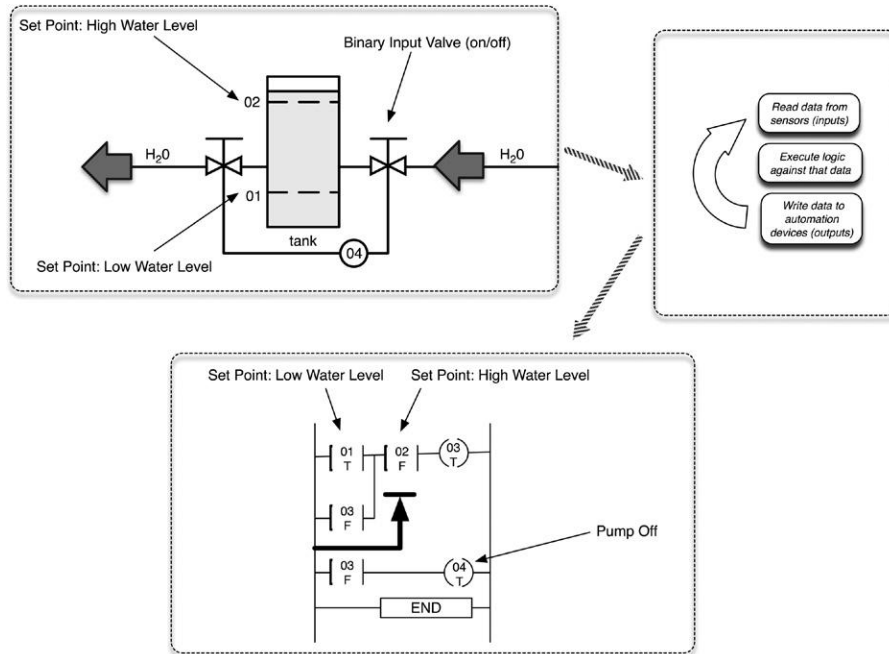 Set Point: High Water Level
Binary Input Valve (on/off)
02
H20
H20
01
tank
04
Set Point: Low Water Level
Read data from
sensors (inputs)
Execute logic
against that data
Write data to
automation
devices (outputs)
Set Point: Low Water Level
Set Point: High Water Level
01
T
02
F
03
T
03
F
Pump Off
03
F
04
T
END